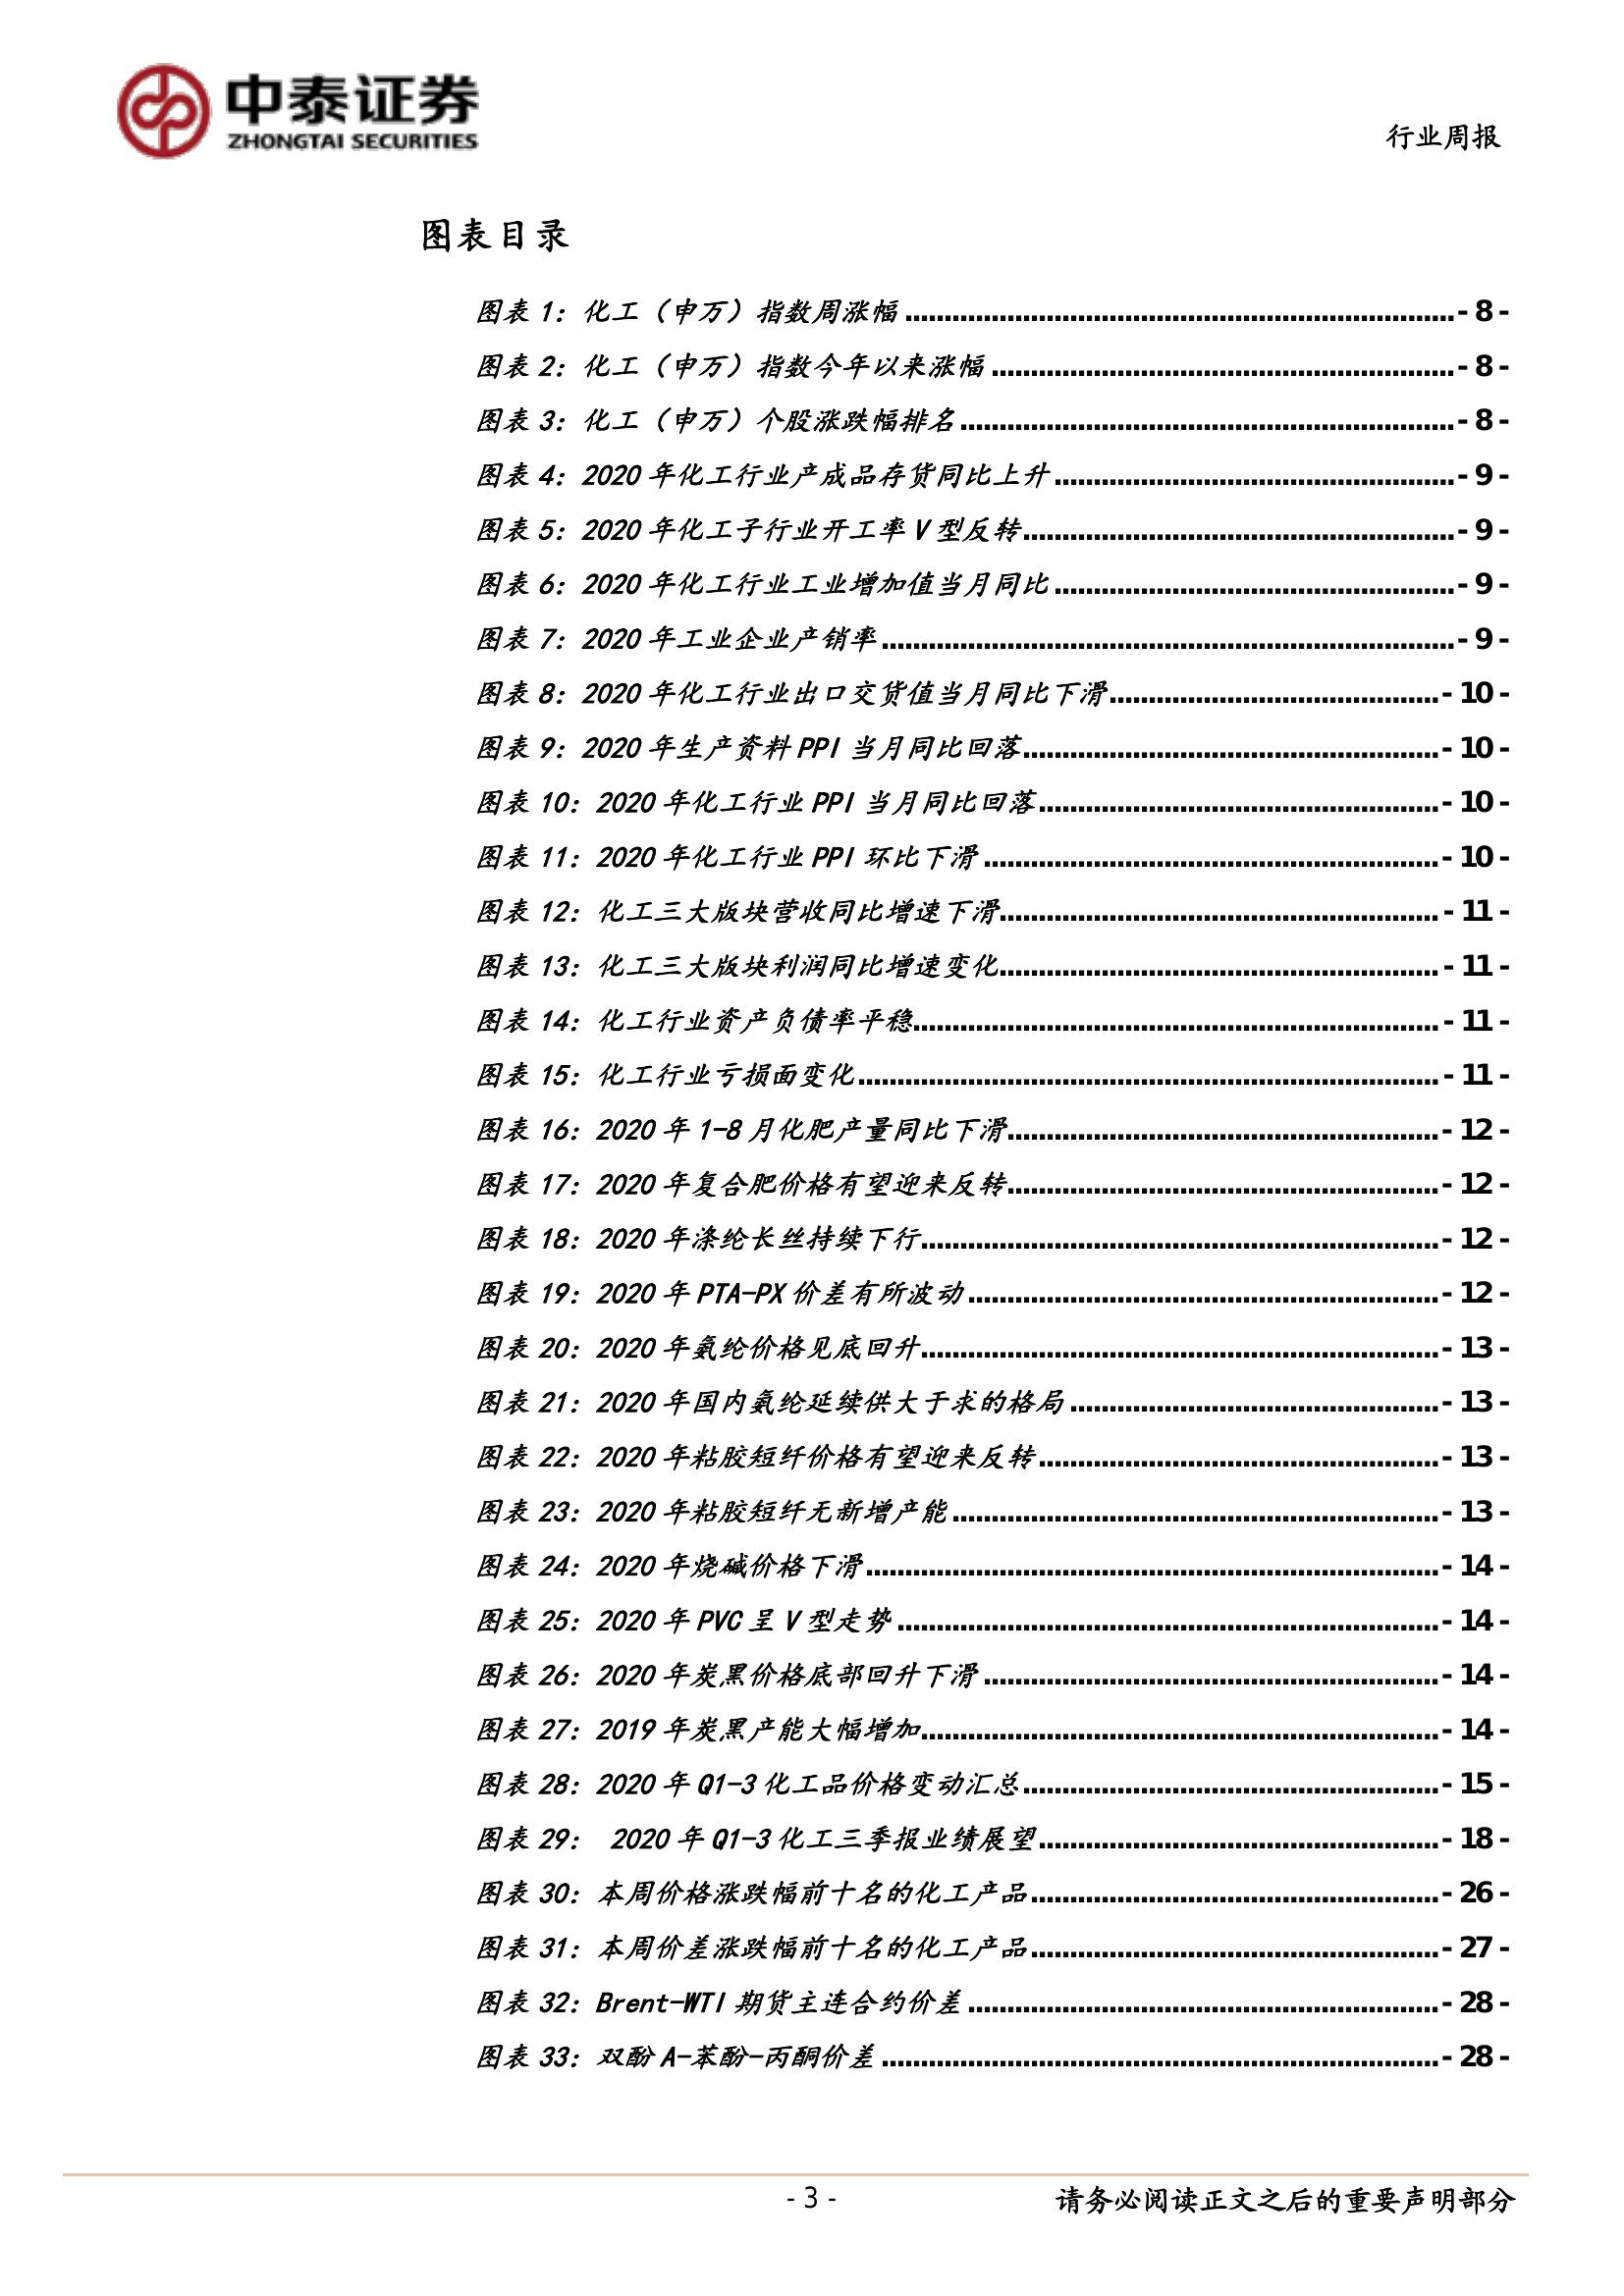 中泰证券
ZHONGTAI SECURITIES
行业周报
图表目录
图表 1：化工（申万）指数周涨幅 - 8 -
图表 2：化工（申万）指数今年以来涨幅 - 8 -
图表 3：化工（申万）个股涨跌幅排名 - 8 -
图表 4：2020 年化工行业产成品存货同比上升 - 9 -
图表 5：2020 年化工子行业开工率 V 型反转 - 9 -
图表 6：2020 年化工行业工业增加值当月同比 - 9 -
图表 7：2020 年工业企业产销率 - 9 -
图表 8：2020 年化工行业出口交货值当月同比下滑 - 10 -
图表 9：2020 年生产资料 PPI 当月同比回落 - 10 -
图表 10：2020 年化工行业 PPI 当月同比回落 - 10 -
图表 11：2020 年化工行业 PPI 环比下滑 - 10 -
图表 12：化工三大版块营收同比增速下滑 - 11 -
图表 13：化工三大版块利润同比增速变化 - 11 -
图表 14：化工行业资产负债率平稳 - 11 -
图表 15：化工行业亏损面变化 - 11 -
图表 16：2020 年 1-8 月化肥产量同比下滑 - 12 -
图表 17：2020 年复合肥价格有望迎来反转 - 12 -
图表 18：2020 年涤纶长丝持续下行 - 12 -
图表 19：2020 年 PTA-PX 价差有所波动 - 12 -
图表 20：2020 年氨纶价格见底回升 - 13 -
图表 21：2020 年国内氨纶延续供大于求的格局 - 13 -
图表 22：2020 年粘胶短纤价格有望迎来反转 - 13 -
图表 23：2020 年粘胶短纤无新增产能 - 13 -
图表 24：2020 年烧碱价格下滑 - 14 -
图表 25：2020 年 PVC 呈 V 型走势 - 14 -
图表 26：2020 年炭黑价格底部回升下滑 - 14 -
图表 27：2019 年炭黑产能大幅增加 - 14 -
图表 28：2020 年 Q1-3 化工品价格变动汇总 - 15 -
图表 29： 2020 年 Q1-3 化工三季报业绩展望 - 18 -
图表 30：本周价格涨跌幅前十名的化工产品 - 26 -
图表 31：本周价差涨跌幅前十名的化工产品 - 27 -
图表 32：Brent-WTI 期货主连合约价差 - 28 -
图表 33：双酚 A-苯酚-丙酮价差 - 28 -
- 3 -
请务必阅读正文之后的重要声明部分